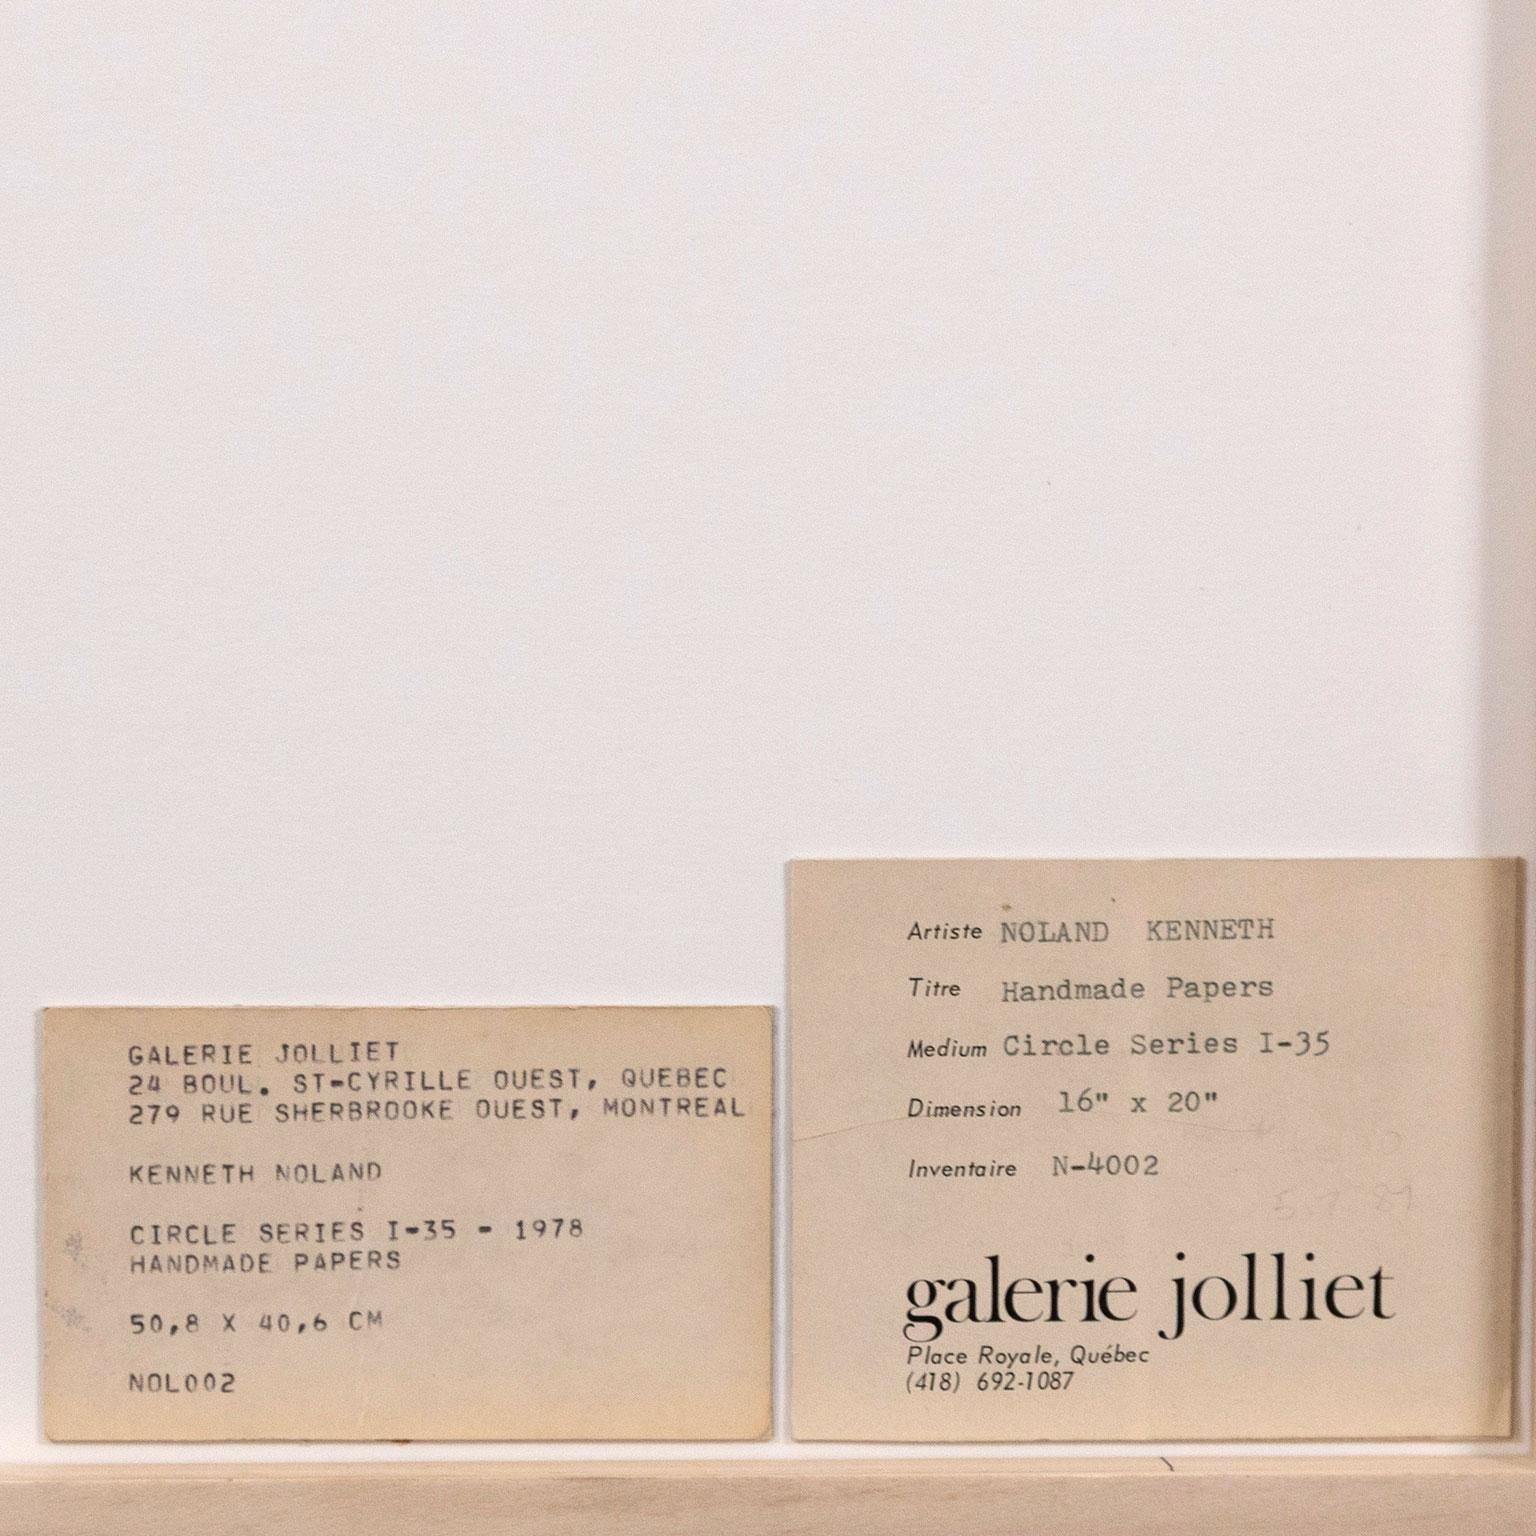 GALERIE JOLLIET
24 BOUL. ST-CYRILLE OUEST, QUEBEC
279 RUE SHERBROOKE OUEST, MONTREAL
KENNETH NOLAND
CIRCLE SERIES I-35 - 1978
HANDMADE PAPERS
50,8 X 40,6 CM
NOL002
Artiste NOLAND KENNETH
Titre Handmade Papers
Medium Circle Series I-35
Dimension 16" x 20"
Inventaire N-4002
galerie jolliet
Place Royale, Québec
(418) 692-1087